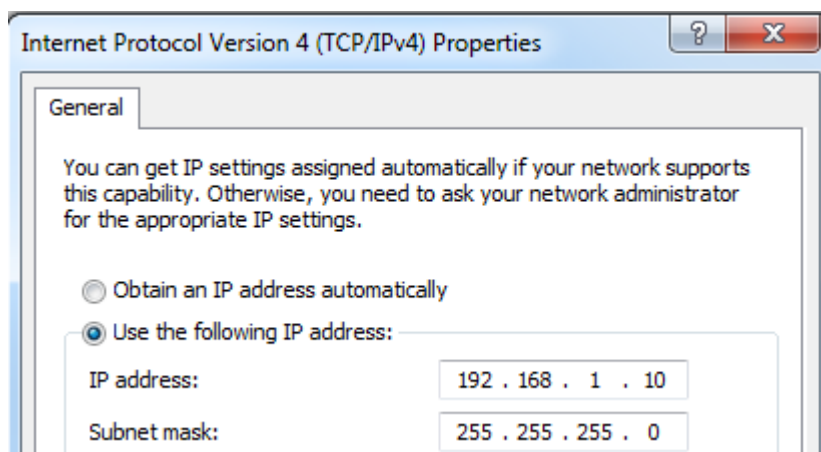 Internet Protocol Version 4 (TCP/IPv4) Properties
General
You can get IP settings assigned automatically if your network supports
this capability. Otherwise, you need to ask your network administrator
for the appropriate IP settings.
Obtain an IP address automatically
Use the following IP address:
IP address: 192 . 168 . 1 . 10
Subnet mask: 255 . 255 . 255 . 0